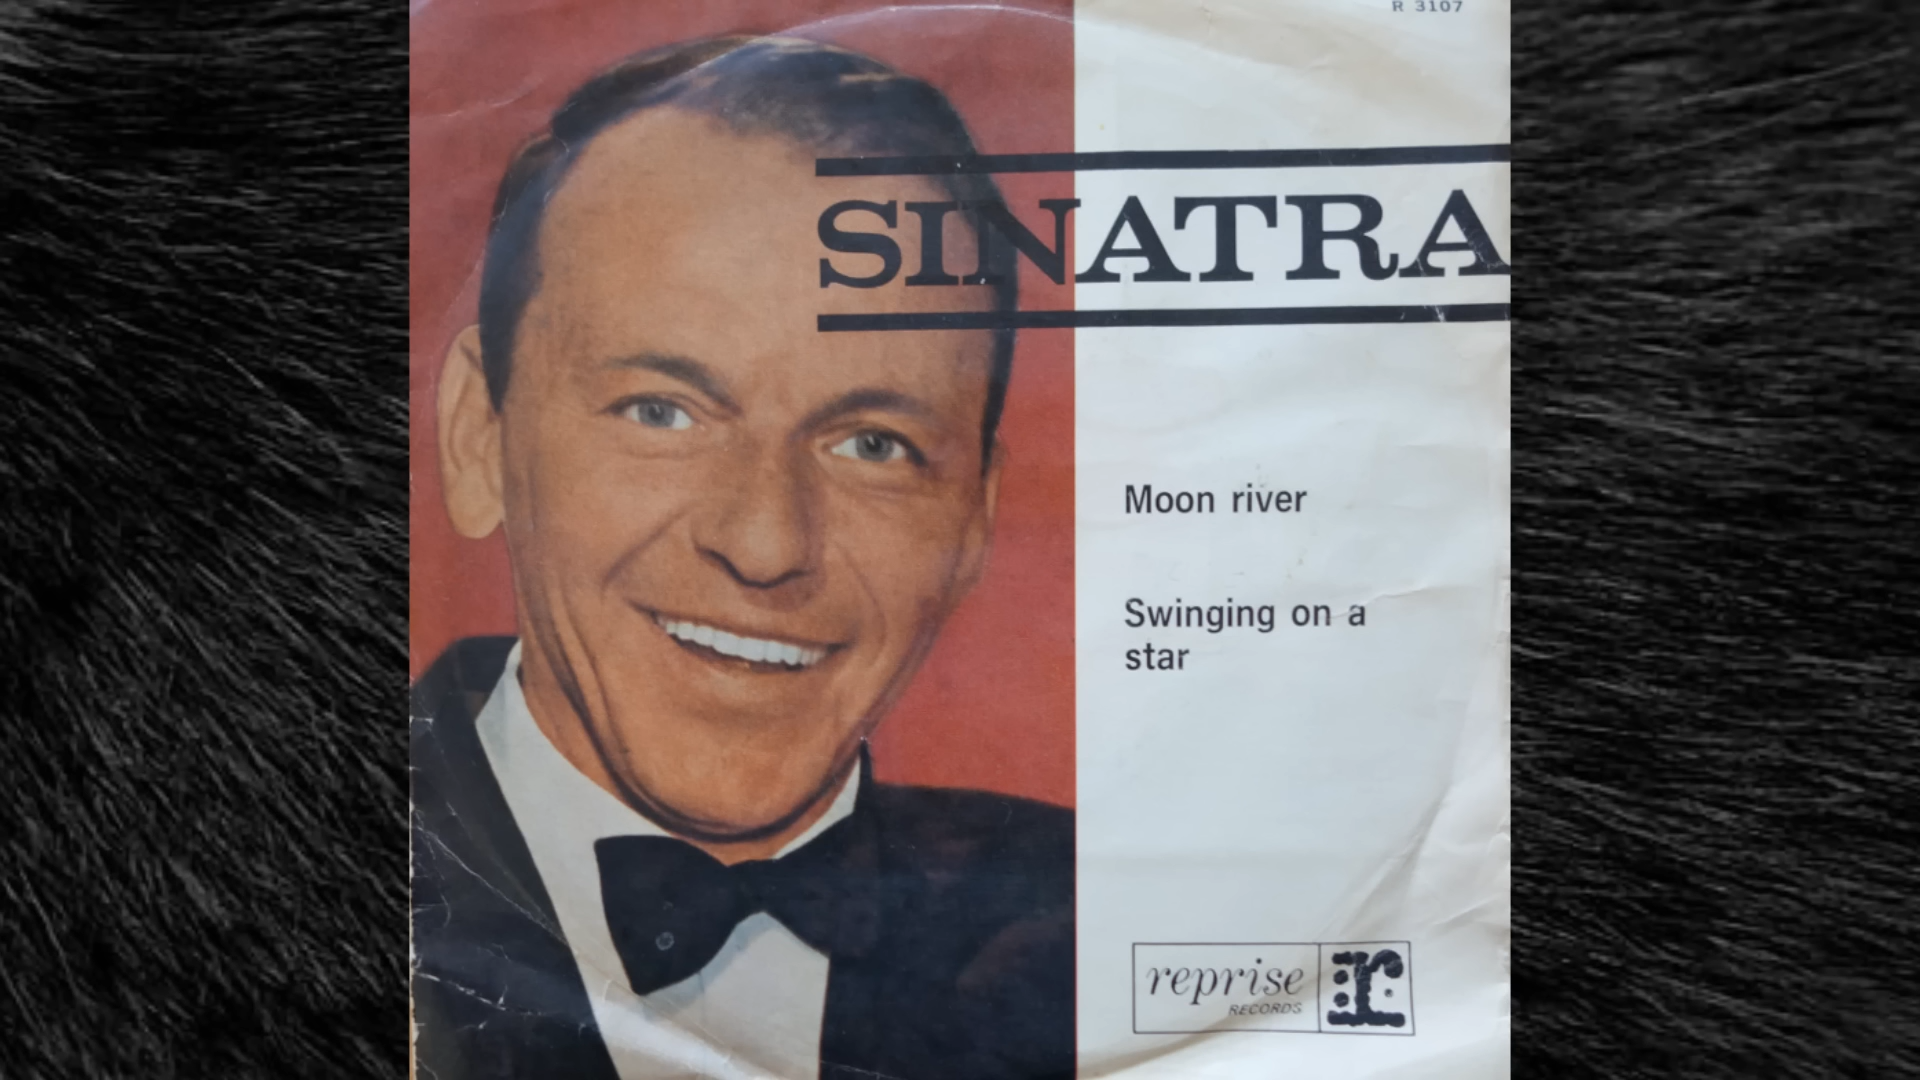 R 3107
SINATRA
Moon river
Swinging on a
star
reprise r
RECORDS